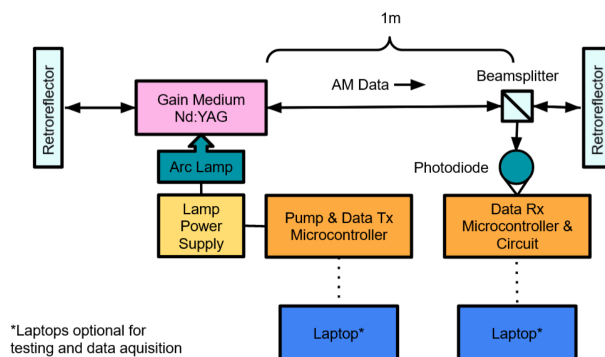 1m
Beamsplitter
AM Data
Retroreflector
Gain Medium
Nd:YAG
Retroreflector
Arc Lamp
Photodiode
Lamp
Power
Supply
Pump & Data Tx
Microcontroller
Data Rx
Microcontroller &
Circuit
Laptop*
Laptop*
*Laptops optional for
testing and data aquisition